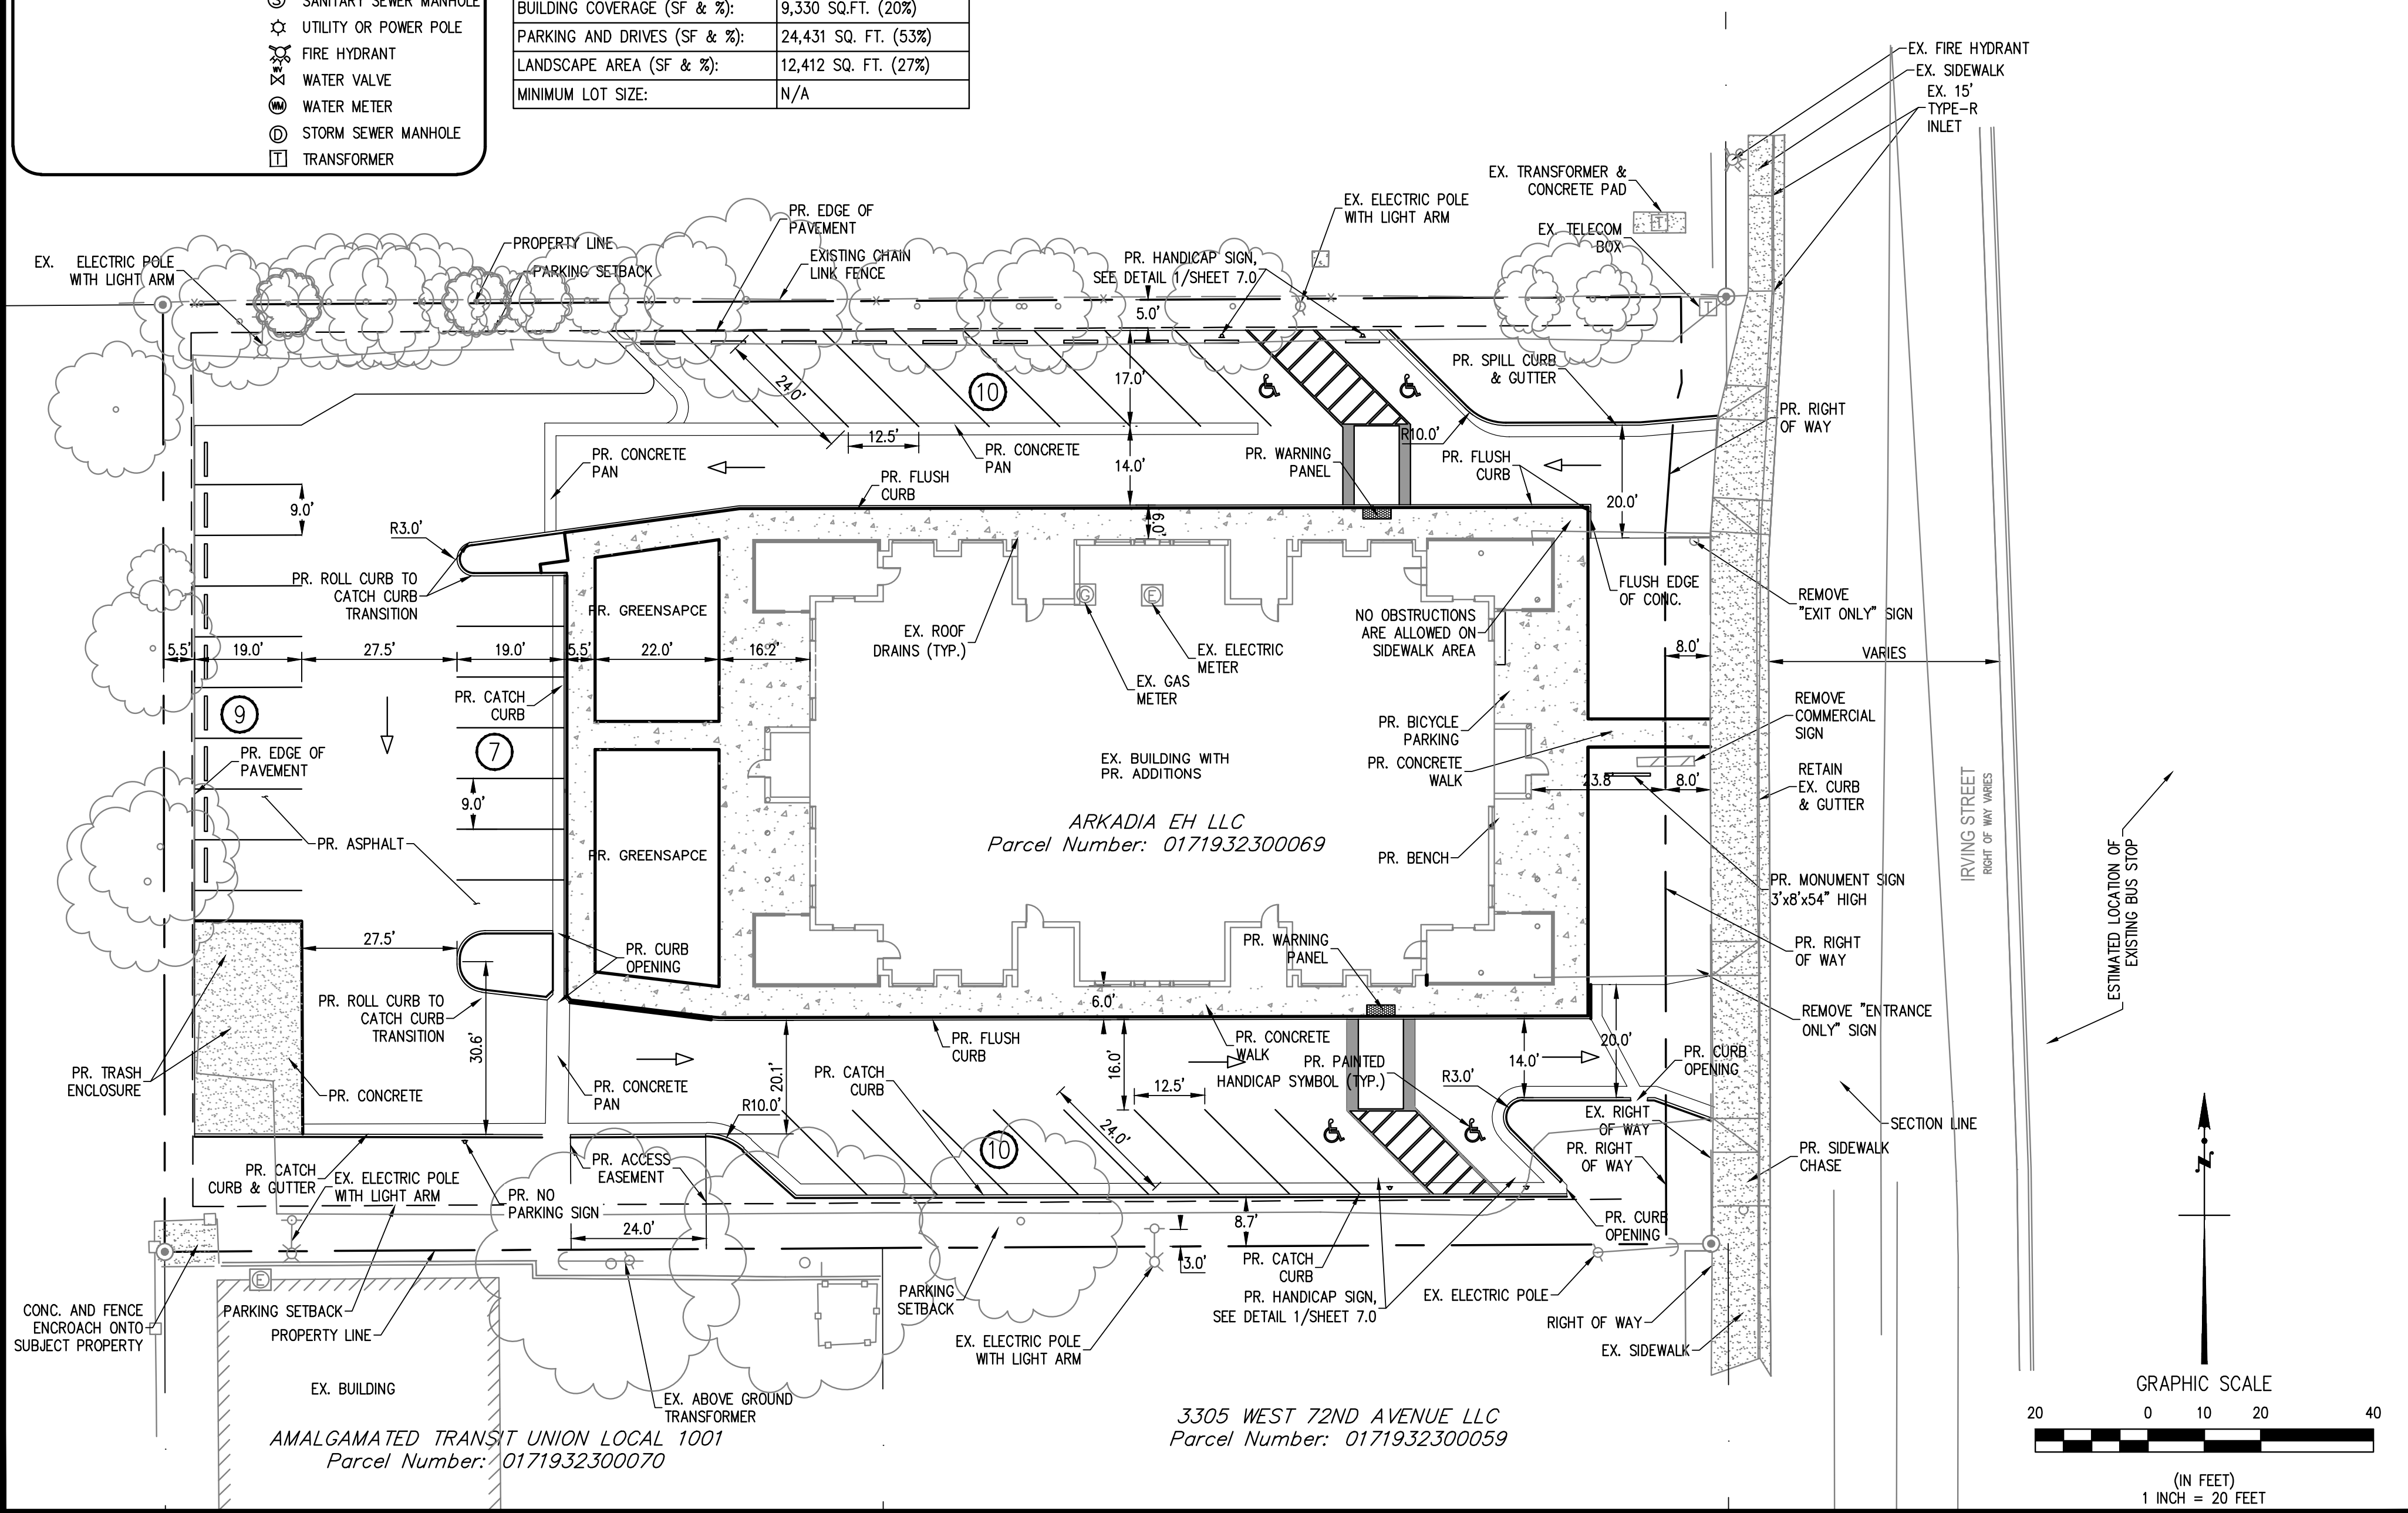 SANITARY SEWER MANHOLE
UTILITY OR POWER POLE
FIRE HYDRANT
WV
WATER VALVE
WM
WATER METER
D
STORM SEWER MANHOLE
T
TRANSFORMER
BUILDING COVERAGE (SF & %): 9,330 SQ.FT. (20%)
PARKING AND DRIVES (SF & %): 24,431 SQ. FT. (53%)
LANDSCAPE AREA (SF & %): 12,412 SQ. FT. (27%)
MINIMUM LOT SIZE: N/A
EX. FIRE HYDRANT
EX. SIDEWALK
EX. 15'
TYPE-R
INLET
EX. TRANSFORMER &
CONCRETE PAD
T
EX. TELECOM
BOX
T
EX. ELECTRIC POLE
WITH LIGHT ARM
PR. HANDICAP SIGN,
SEE DETAIL 1/SHEET 7.0
PR. EDGE OF
PAVEMENT
EXISTING CHAIN
LINK FENCE
PROPERTY LINE
PARKING SETBACK
EX. ELECTRIC POLE
WITH LIGHT ARM
5.0'
17.0'
24.0'
10
12.5'
14.0'
PR. SPILL CURB
& GUTTER
R10.0'
PR. RIGHT
OF WAY
PR. CONCRETE
PAN
PR. CONCRETE
PAN
PR. WARNING
PANEL
PR. FLUSH
CURB
PR. FLUSH
CURB
20.0'
9.0'
R3.0'
6.0'
PR. ROLL CURB TO
CATCH CURB
TRANSITION
PR. GREENSAPCE
G
E
EX. ROOF
DRAINS (TYP.)
EX. ELECTRIC
METER
EX. GAS
METER
NO OBSTRUCTIONS
ARE ALLOWED ON
SIDEWALK AREA
FLUSH EDGE
OF CONC.
REMOVE
"EXIT ONLY" SIGN
5.5'
19.0'
27.5'
19.0'
5.5'
22.0'
16.2'
8.0'
VARIES
9
PR. CATCH
CURB
7
PR. EDGE OF
PAVEMENT
9.0'
PR. ASPHALT
PR. BICYCLE
PARKING
PR. CONCRETE
WALK
REMOVE
COMMERCIAL
SIGN
RETAIN
EX. CURB
& GUTTER
23.8'
8.0'
EX. BUILDING WITH
PR. ADDITIONS
ARKADIA EH LLC
Parcel Number: 0171932300069
PR. GREENSAPCE
PR. BENCH
PR. MONUMENT SIGN
3'x8'x54" HIGH
IRVING STREET
RIGHT OF WAY VARIES
ESTIMATED LOCATION OF
EXISTING BUS STOP
27.5'
PR. CURB
OPENING
PR. WARNING
PANEL
PR. RIGHT
OF WAY
PR. ROLL CURB TO
CATCH CURB
TRANSITION
30.6'
6.0'
REMOVE "ENTRANCE
ONLY" SIGN
PR. TRASH
ENCLOSURE
PR. CONCRETE
PR. CONCRETE
PAN
PR. FLUSH
CURB
PR. CONCRETE
WALK
20.1'
16.0'
14.0'
20.0'
PR. CATCH
CURB
PR. PAINTED
HANDICAP SYMBOL (TYP.)
R3.0'
PR. CURB
OPENING
12.5'
24.0'
R10.0'
10
EX. RIGHT
OF WAY
PR. RIGHT
OF WAY
SECTION LINE
PR. SIDEWALK
CHASE
PR. CATCH
CURB & GUTTER
EX. ELECTRIC POLE
WITH LIGHT ARM
PR. ACCESS
EASEMENT
PR. NO
PARKING SIGN
24.0'
8.7'
3.0'
PR. CURB
OPENING
E
CONC. AND FENCE
ENCROACH ONTO
SUBJECT PROPERTY
PARKING SETBACK
PROPERTY LINE
PARKING
SETBACK
PR. CATCH
CURB
PR. HANDICAP SIGN,
SEE DETAIL 1/SHEET 7.0
EX. ELECTRIC POLE
RIGHT OF WAY
EX. SIDEWALK
EX. ELECTRIC POLE
WITH LIGHT ARM
EX. BUILDING
EX. ABOVE GROUND
TRANSFORMER
AMALGAMATED TRANSIT UNION LOCAL 1001
Parcel Number: 0171932300070
3305 WEST 72ND AVENUE LLC
Parcel Number: 0171932300059
N
GRAPHIC SCALE
20 0 10 20 40
(IN FEET)
1 INCH = 20 FEET